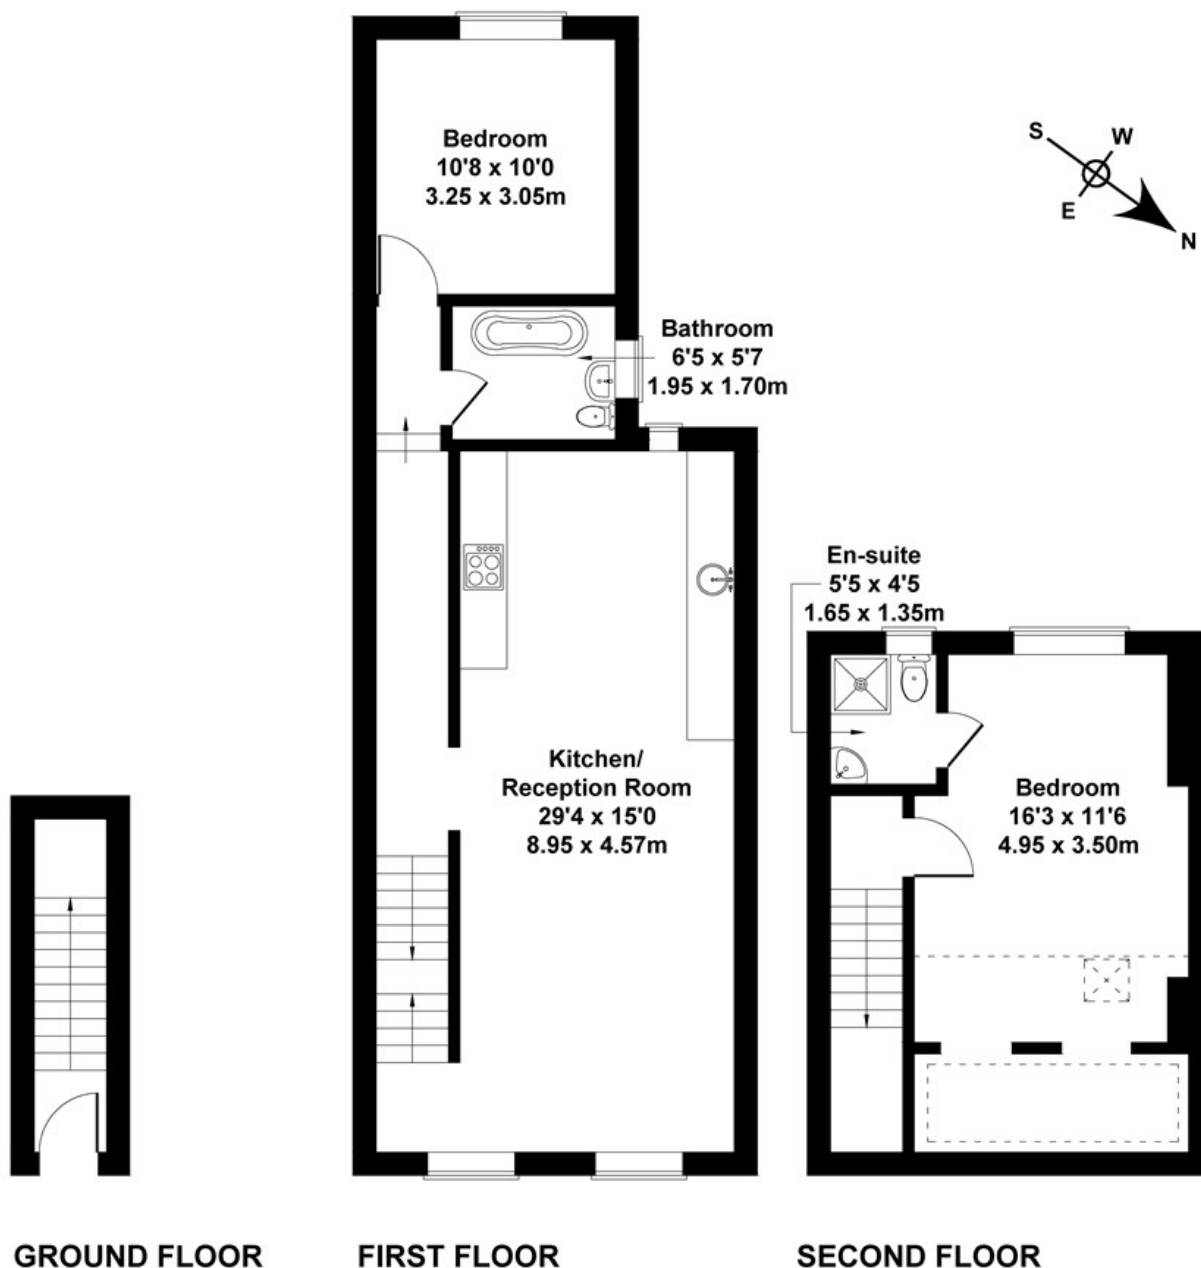 Bedroom
10'8 x 10'0
3.25 x 3.05m
S
W
E
N
Bathroom
6'5 x 5'7
1.95 x 1.70m
En-suite
5'5 x 4'5
1.65 x 1.35m
Kitchen/
Reception Room
29'4 x 15'0
8.95 x 4.57m
Bedroom
16'3 x 11'6
4.95 x 3.50m
GROUND FLOOR
FIRST FLOOR
SECOND FLOOR